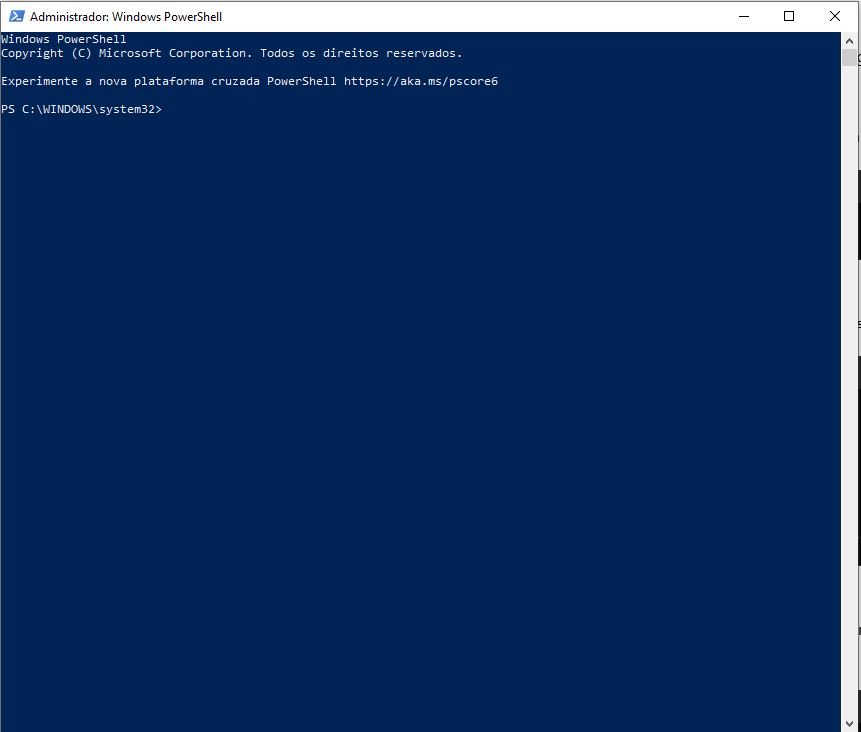 Administrador: Windows PowerShell
Windows PowerShell
Copyright (C) Microsoft Corporation. Todos os direitos reservados.
Experimente a nova plataforma cruzada PowerShell https://aka.ms/pscore6
PS C:\WINDOWS\system32>